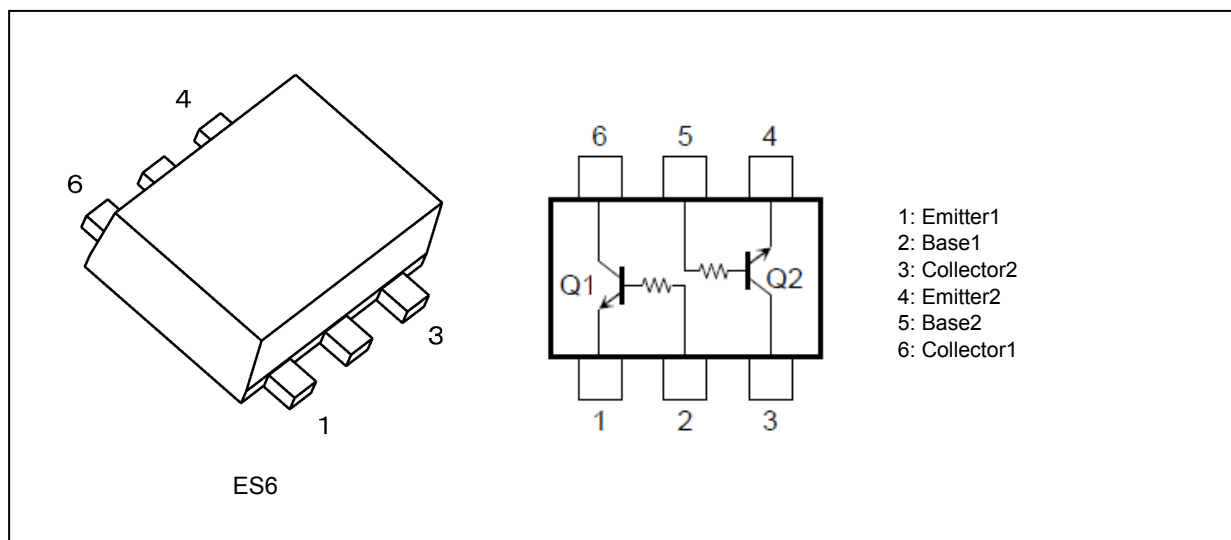 4
6
3
1
ES6
6 5 4
Q1 Q2
1 2 3
1: Emitter1
2: Base1
3: Collector2
4: Emitter2
5: Base2
6: Collector1